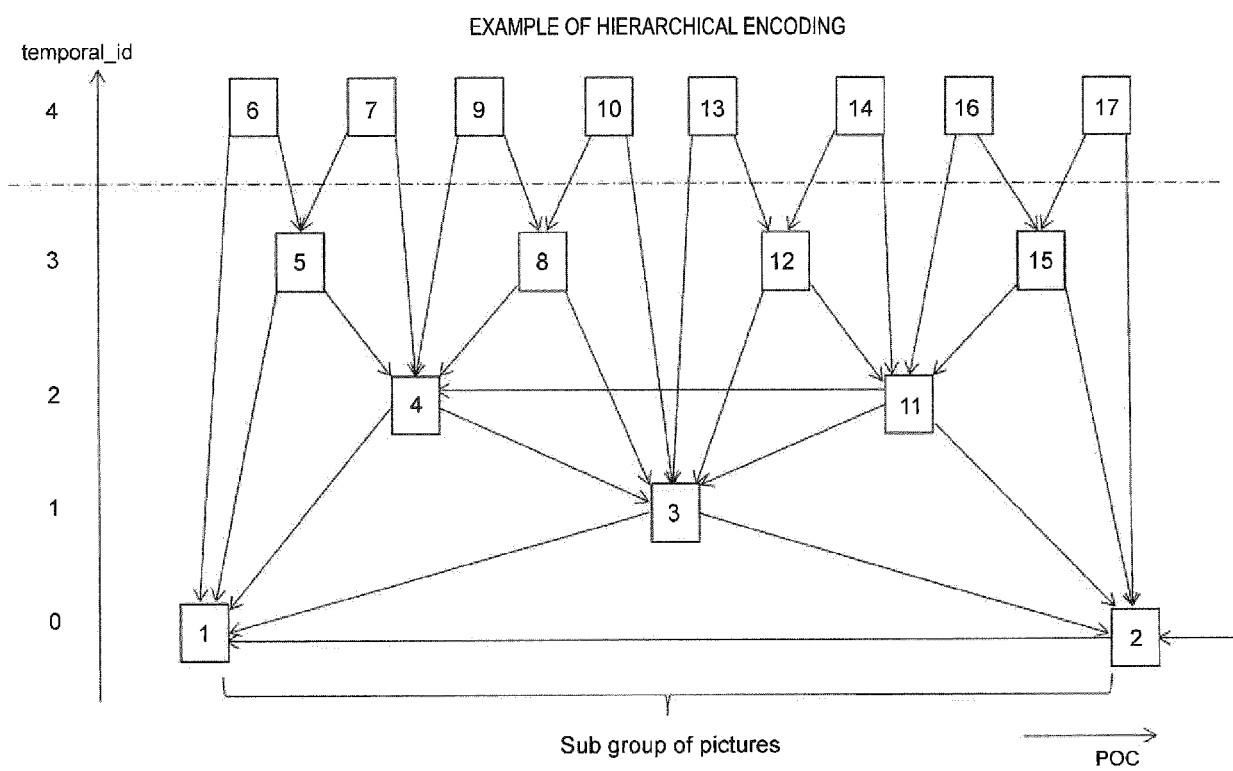 EXAMPLE OF HIERARCHICAL ENCODING
temporal_id
4 6 7 9 10 13 14 16 17
3 5 8 12 15
2 4 11
1 3
0 1 2
Sub group of pictures
POC